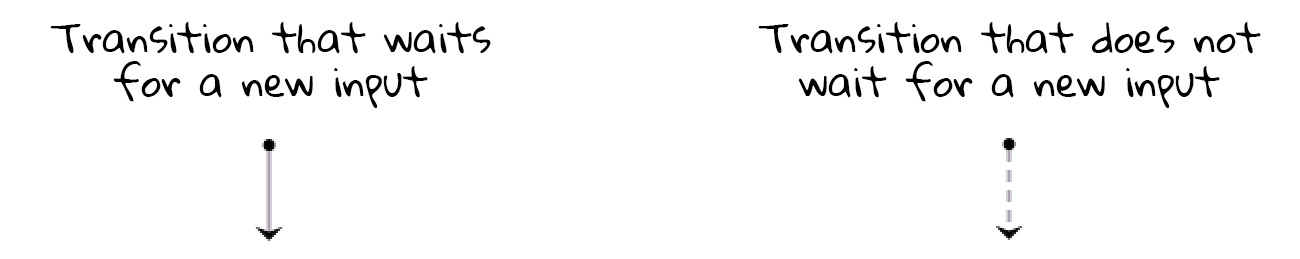 Transition that waits
for a new input
Transition that does not
wait for a new input